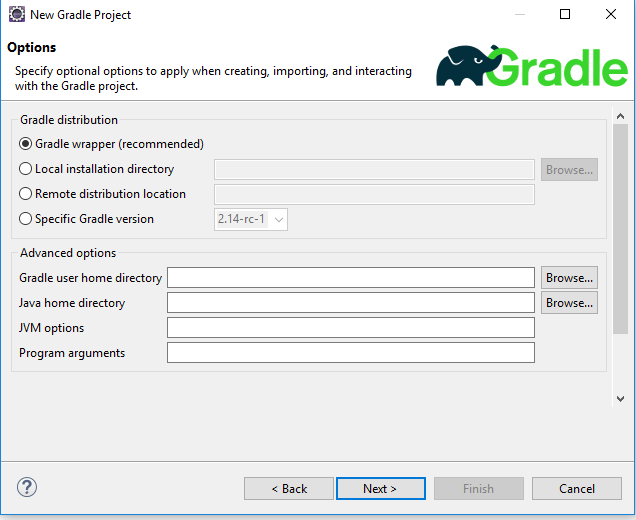 New Gradle Project
Options
Specify optional options to apply when creating, importing, and interacting
with the Gradle project.
Gradle
Gradle distribution
Gradle wrapper (recommended)
Local installation directory
Browse...
Remote distribution location
Specific Gradle version
2.14-rc-1
Advanced options
Gradle user home directory
Browse...
Java home directory
Browse...
JVM options
Program arguments
?
< Back
Next >
Finish
Cancel